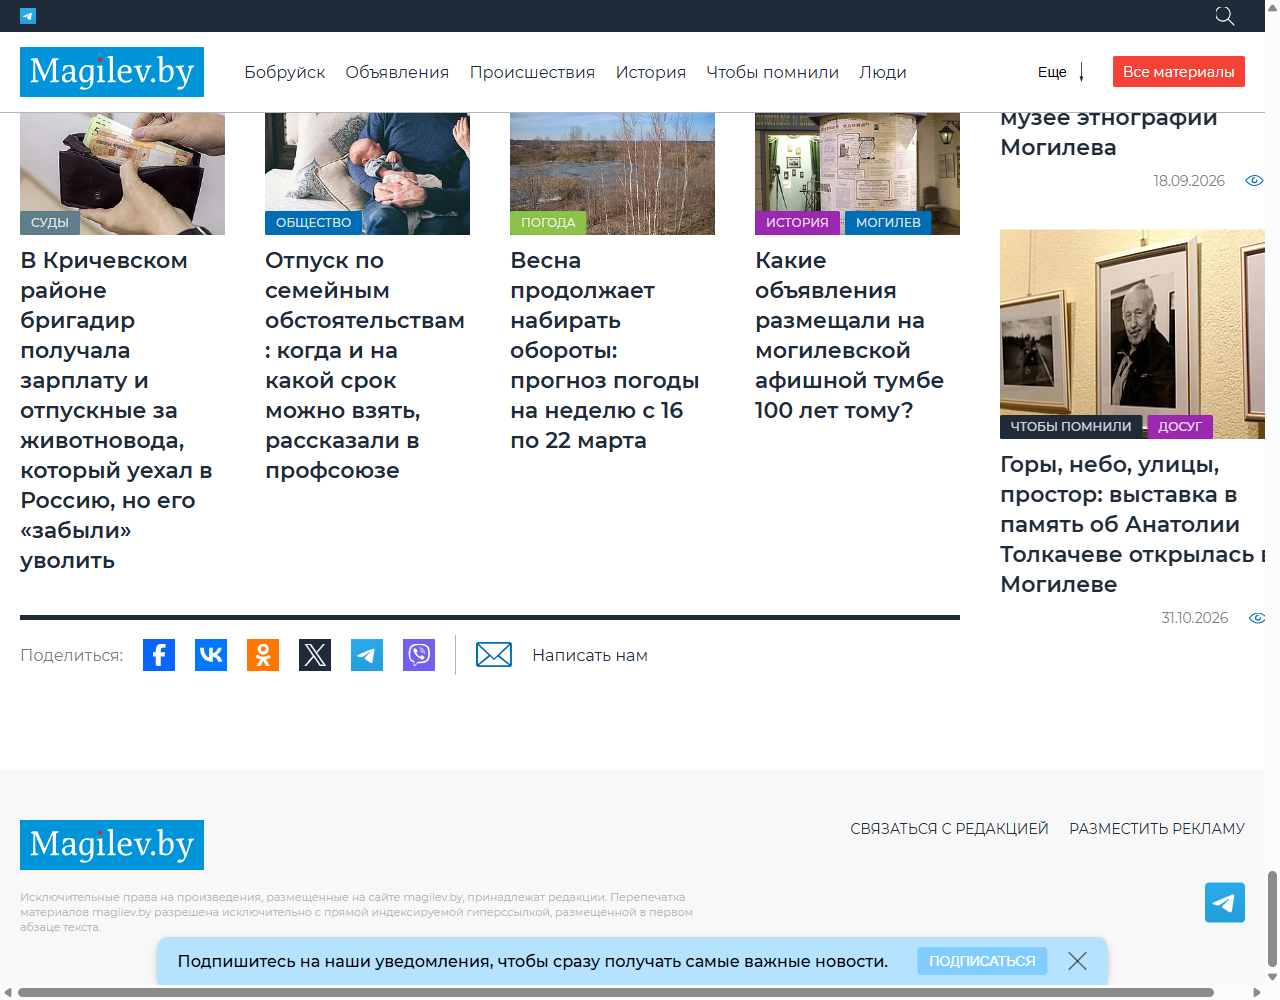 Magilev.by
Бобруйск
Объявления
Происшествия
История
Чтобы помнили
Люди
Еще
Все материалы
СУДЫ
В Кричевском
районе
бригадир
получала
зарплату и
отпускные за
животновода,
который уехал в
Россию, но его
«забыли»
уволить
ОБЩЕСТВО
Отпуск по
семейным
обстоятельствам
: когда и на
какой срок
можно взять,
рассказали в
профсоюзе
ПОГОДА
Весна
продолжает
набирать
обороты:
прогноз погоды
на неделю с 16
по 22 марта
ИСТОРИЯ
МОГИЛЕВ
Какие
объявления
размещали на
могилевской
афишной тумбе
100 лет тому?
музее этнографии
Могилева
18.09.2026
ЧТОБЫ ПОМНИЛИ
ДОСУГ
Горы, небо, улицы,
простор: выставка в
память об Анатолии
Толкачеве открылась в
Могилеве
31.10.2026
Поделиться:
Написать нам
Magilev.by
СВЯЗАТЬСЯ С РЕДАКЦИЕЙ
РАЗМЕСТИТЬ РЕКЛАМУ
Исключительные права на произведения, размещенные на сайте magilev.by, принадлежат редакции. Перепечатка
материалов magilev.by разрешена исключительно с прямой индексируемой гиперссылкой, размещенной в первом
абзаце текста.
Подпишитесь на наши уведомления, чтобы сразу получать самые важные новости.
ПОДПИСАТЬСЯ